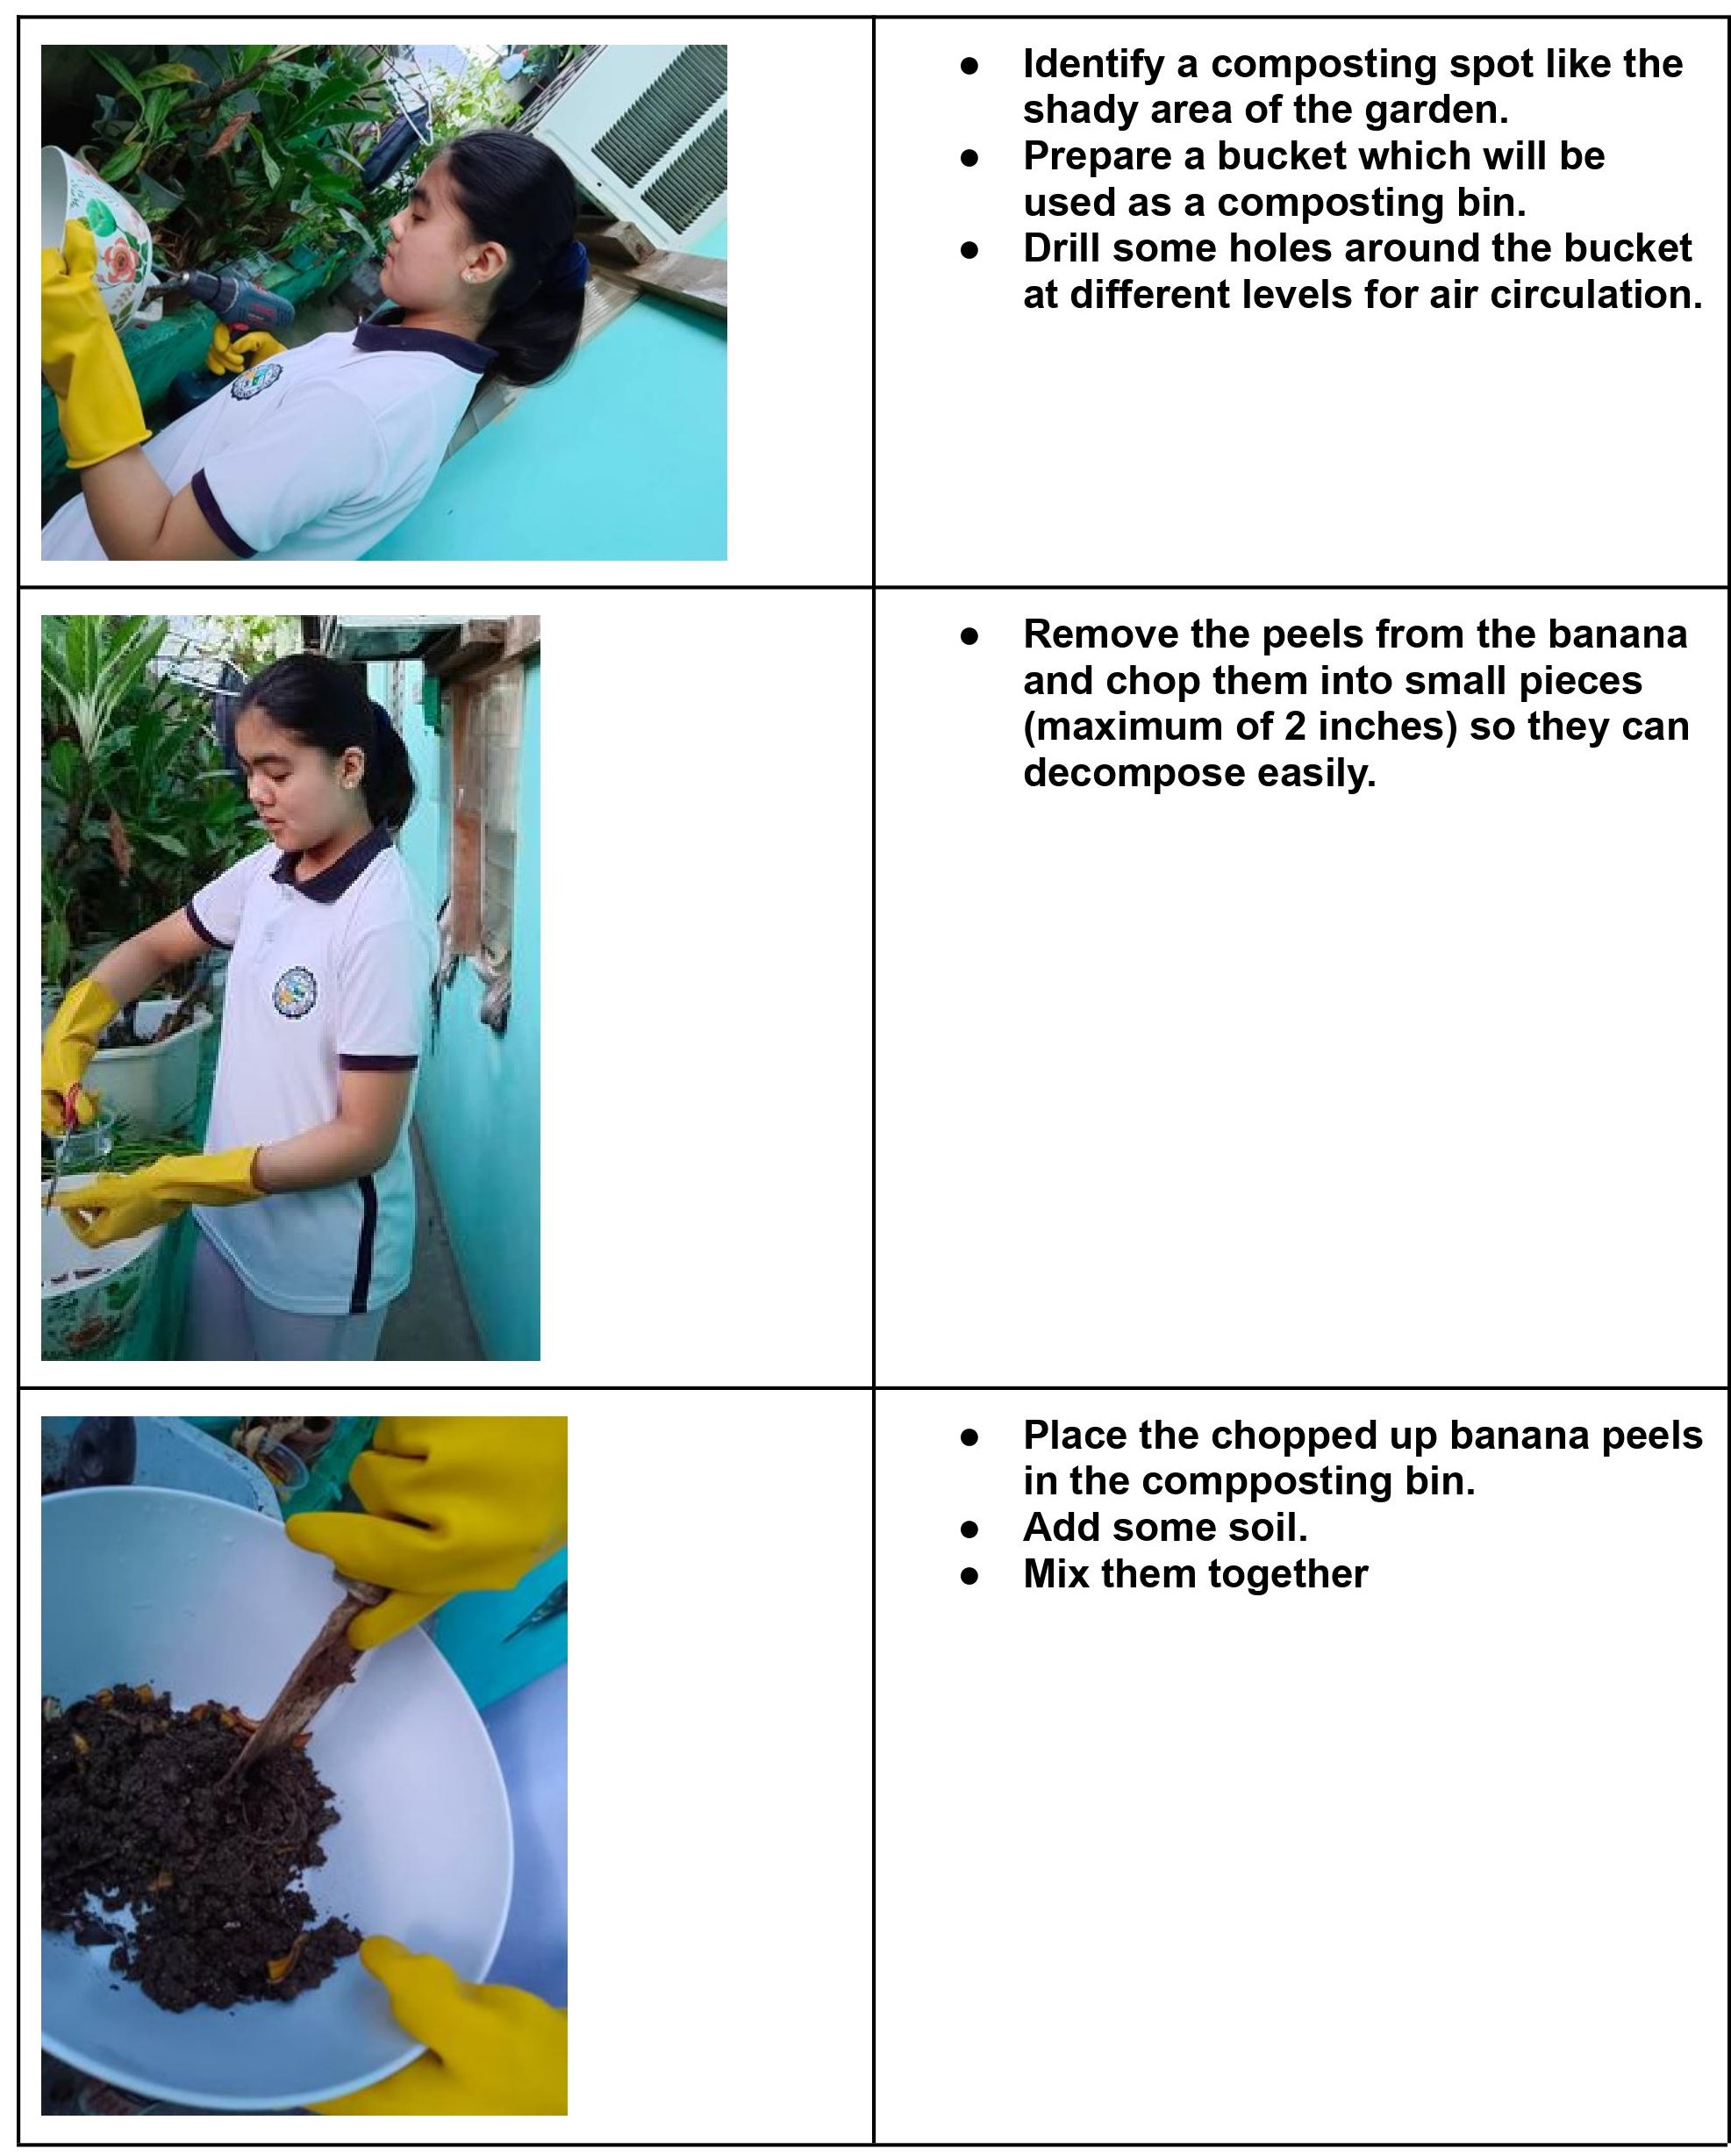 ● Identify a composting spot like the
shady area of the garden.
● Prepare a bucket which will be
used as a composting bin.
● Drill some holes around the bucket
at different levels for air circulation.
● Remove the peels from the banana
and chop them into small pieces
(maximum of 2 inches) so they can
decompose easily.
● Place the chopped up banana peels
in the compposting bin.
● Add some soil.
● Mix them together